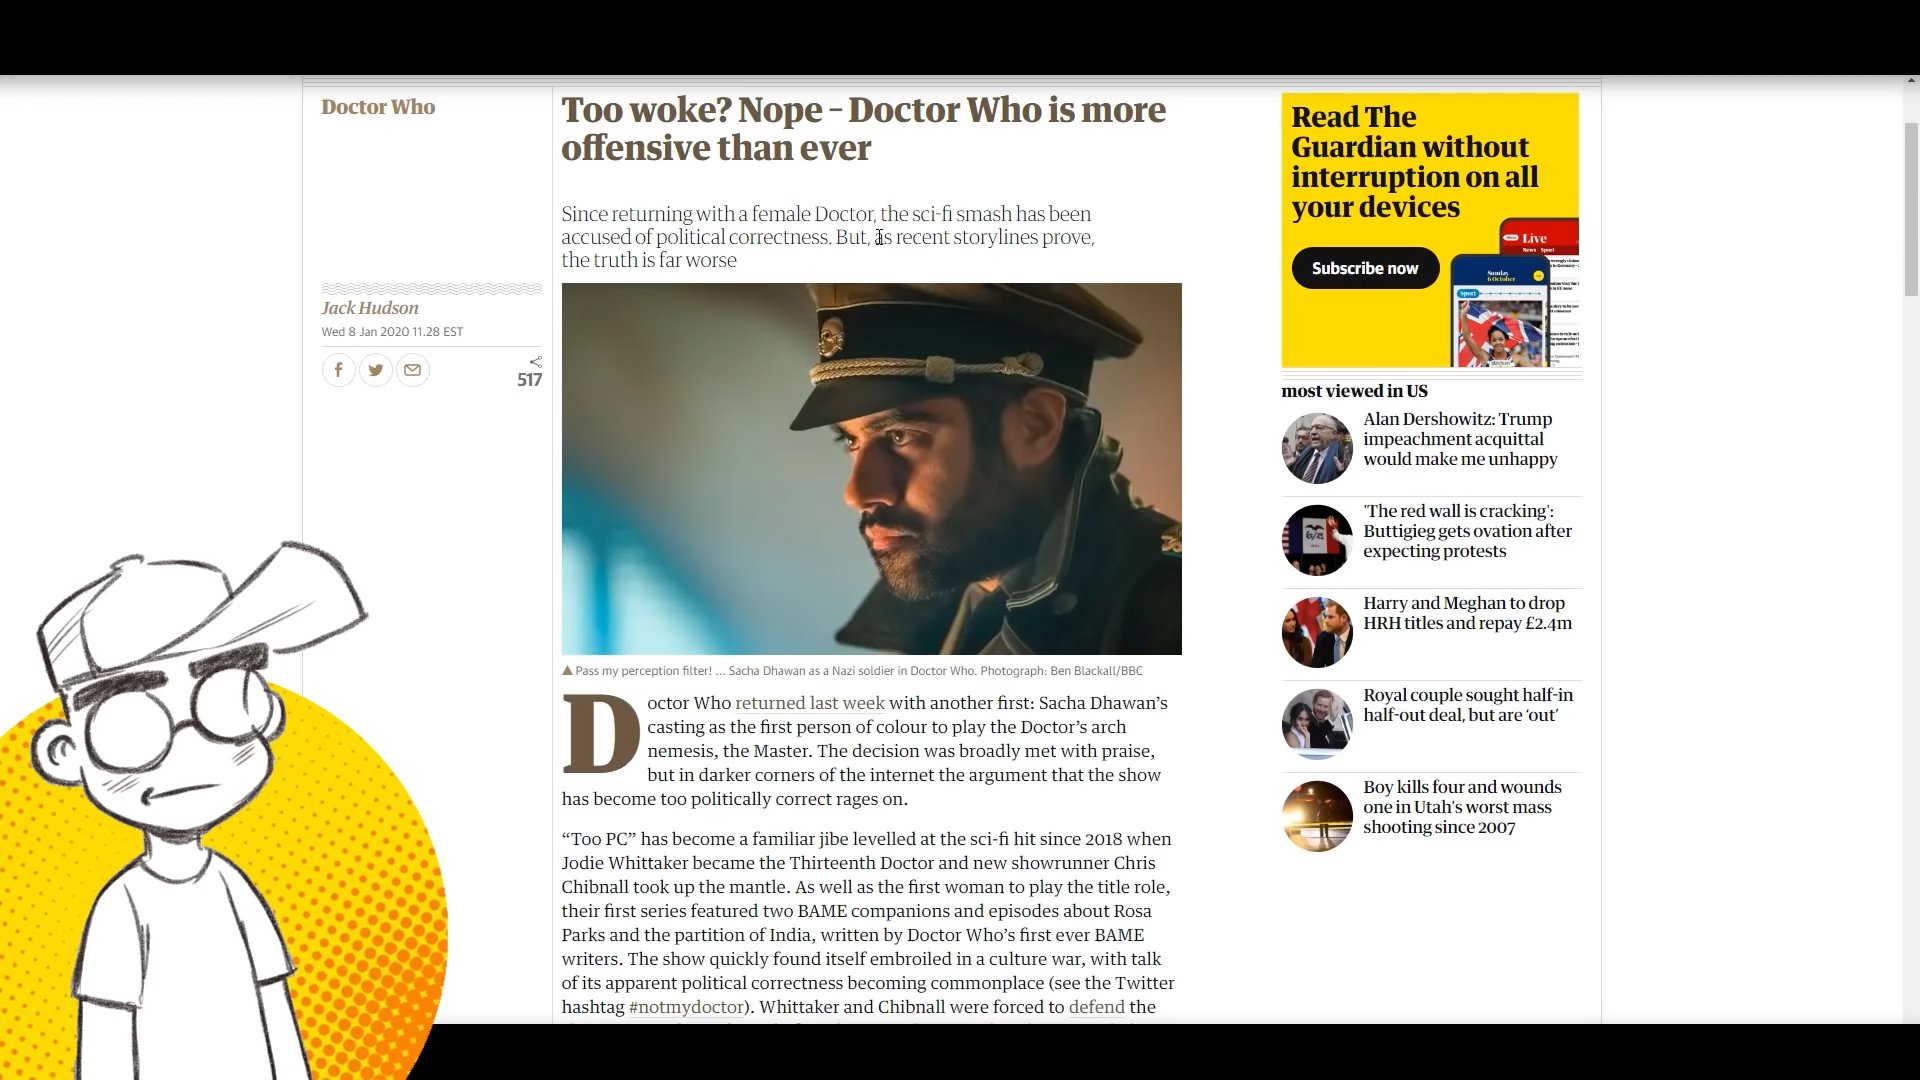 Doctor Who
Too woke? Nope – Doctor Who is more
offensive than ever
Since returning with a female Doctor, the sci-fi smash has been
accused of political correctness. But, as recent storylines prove,
the truth is far worse
Jack Hudson
Wed 8 Jan 2020 11.28 EST
517
▲ Pass my perception filter! ... Sacha Dhawan as a Nazi soldier in Doctor Who. Photograph: Ben Blackall/BBC
Doctor Who returned last week with another first: Sacha Dhawan’s
casting as the first person of colour to play the Doctor’s arch
nemesis, the Master. The decision was broadly met with praise,
but in darker corners of the internet the argument that the show
has become too politically correct rages on.
“Too PC” has become a familiar jibe levelled at the sci-fi hit since 2018 when
Jodie Whittaker became the Thirteenth Doctor and new showrunner Chris
Chibnall took up the mantle. As well as the first woman to play the title role,
their first series featured two BAME companions and episodes about Rosa
Parks and the partition of India, written by Doctor Who’s first ever BAME
writers. The show quickly found itself embroiled in a culture war, with talk
of its apparent political correctness becoming commonplace (see the Twitter
hashtag #notmydoctor). Whittaker and Chibnall were forced to defend the
Read The
Guardian without
interruption on all
your devices
Subscribe now
Live
News Sport
Sunday
6 October
Sport
most viewed in US
Alan Dershowitz: Trump
impeachment acquittal
would make me unhappy
'The red wall is cracking':
Buttigieg gets ovation after
expecting protests
Harry and Meghan to drop
HRH titles and repay £2.4m
Royal couple sought half-in
half-out deal, but are ‘out’
Boy kills four and wounds
one in Utah's worst mass
shooting since 2007